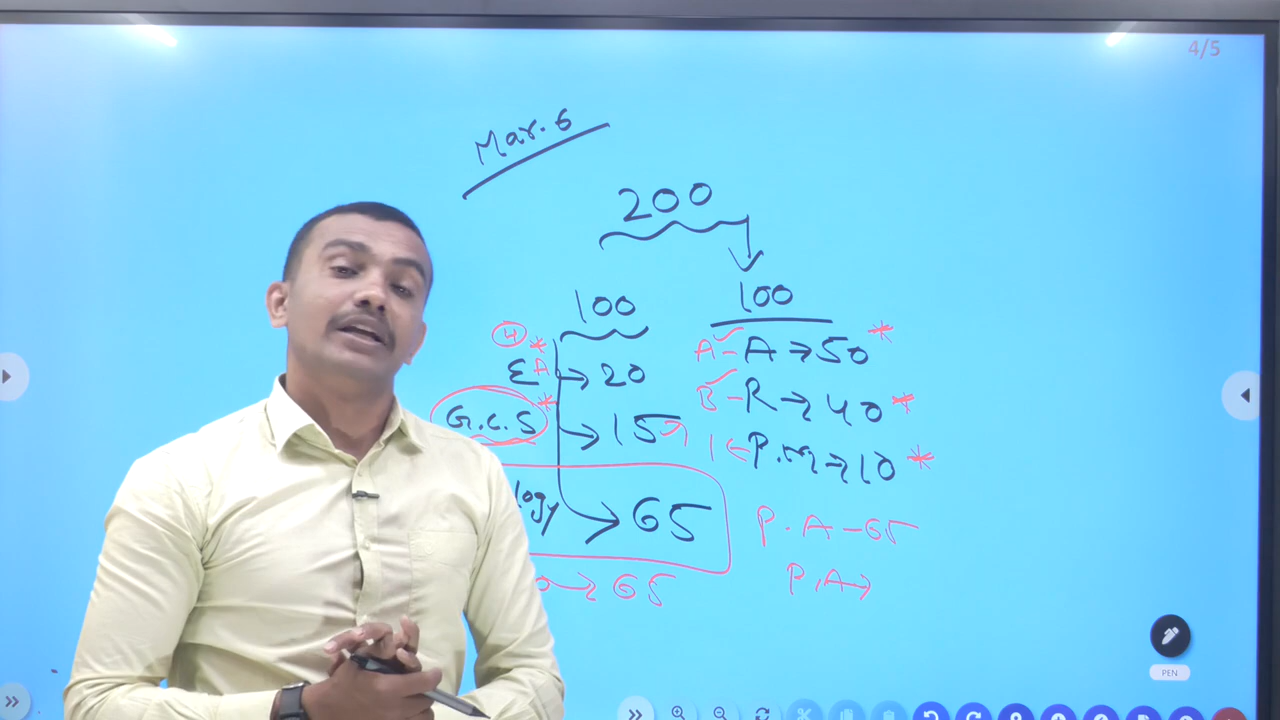 4/5
Mar. 6
200
100
100
4 *
A - A → 50 *
E A → 20
B - R → 40 *
G.C.S * → 15
1 ← P.M → 10 *
logy → 65
P.A - 65
→ 65
P.A →
PEN